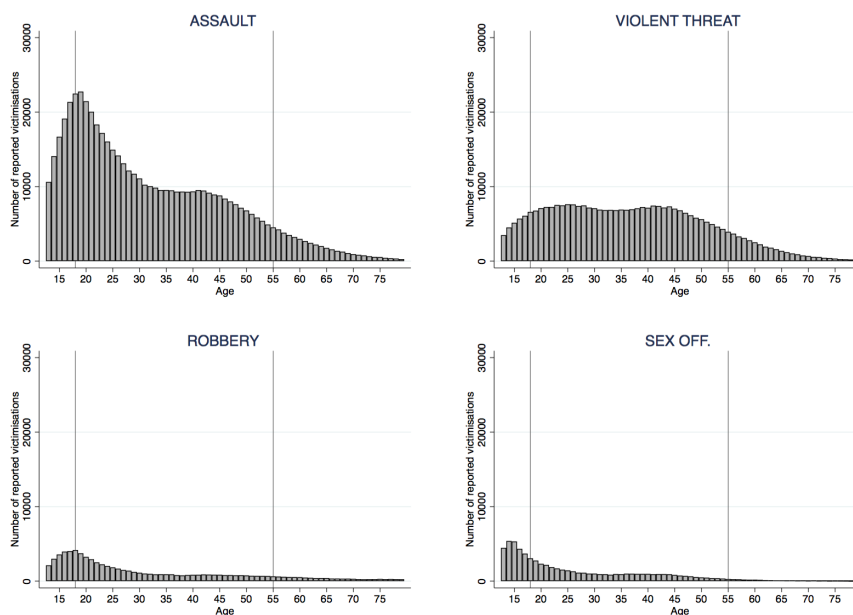 ASSAULT
Number of reported victimisations
30000
20000
10000
0
15 20 25 30 35 40 45 50 55 60 65 70 75
Age
VIOLENT THREAT
Number of reported victimisations
30000
20000
10000
0
15 20 25 30 35 40 45 50 55 60 65 70 75
Age
ROBBERY
Number of reported victimisations
30000
20000
10000
0
15 20 25 30 35 40 45 50 55 60 65 70 75
Age
SEX OFF.
Number of reported victimisations
30000
20000
10000
0
15 20 25 30 35 40 45 50 55 60 65 70 75
Age